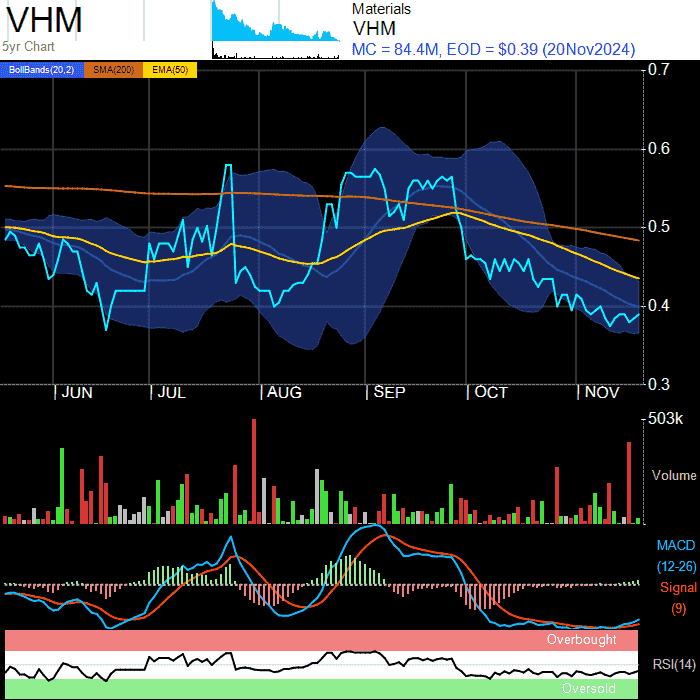 VHM
5yr Chart
Materials
VHM
MC = 84.4M, EOD = $0.39 (20Nov2024)
BollBands(20,2) SMA(200) EMA(50)
0.7
0.6
0.5
0.4
0.3
JUN JUL AUG SEP OCT NOV
503k
Volume
MACD
(12-26)
Signal
(9)
Overbought
RSI(14)
Oversold